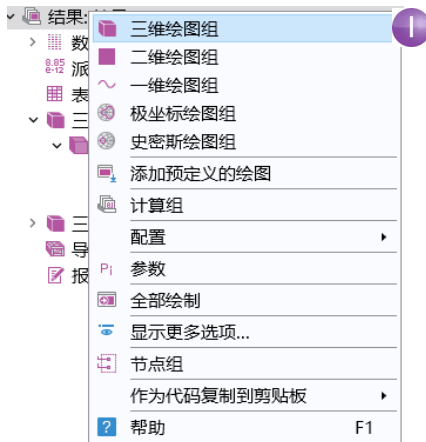 结果:
三维绘图组
I
数
二维绘图组
8.85
e-12
派
一维绘图组
表
极坐标绘图组
三
史密斯绘图组
添加预定义的绘图
计算组
三
配置
导
Pi 参数
报
全部绘制
显示更多选项...
节点组
作为代码复制到剪贴板
? 帮助 F1